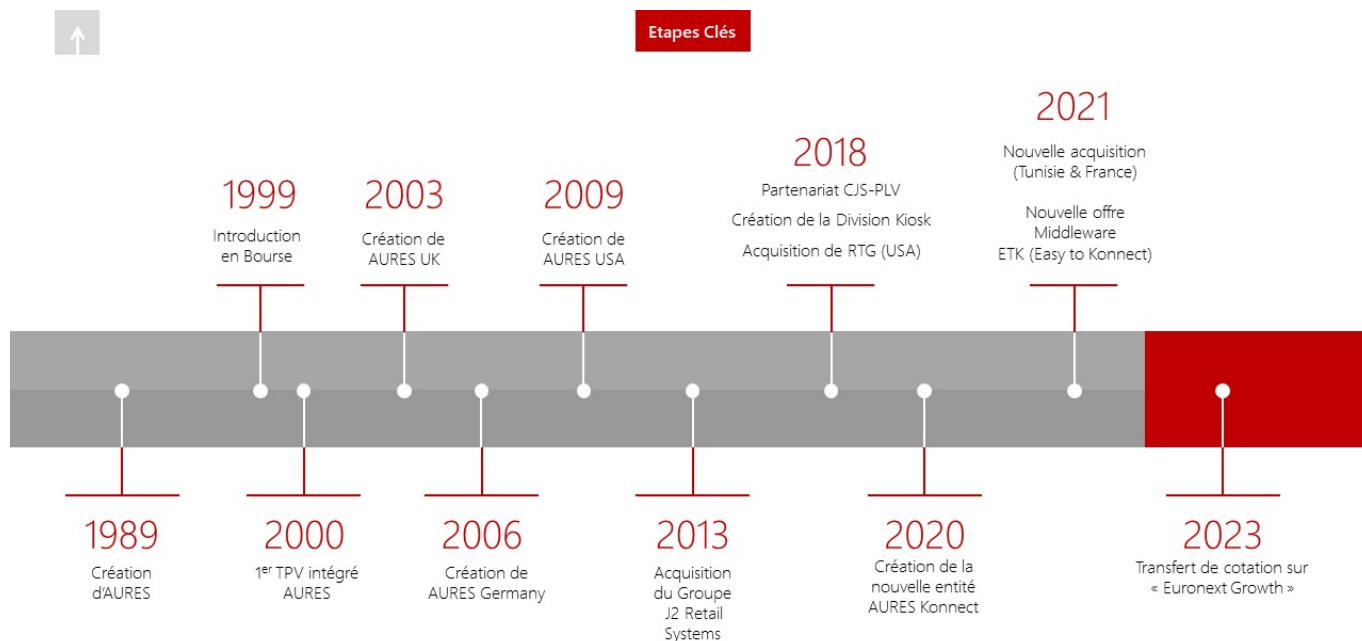 Etapes Clés
1989
Création
d'AURES
1999
Introduction
en Bourse
2000
1er TPV intégré
AURES
2003
Création de
AURES UK
2006
Création de
AURES Germany
2009
Création de
AURES USA
2013
Acquisition
du Groupe
J2 Retail
Systems
2018
Partenariat CJS-PLV
Création de la Division Kiosk
Acquisition de RTG (USA)
2020
Création de la
nouvelle entité
AURES Konnect
2021
Nouvelle acquisition
(Tunisie & France)
Nouvelle offre
Middleware
ETK (Easy to Konnect)
2023
Transfert de cotation sur
« Euronext Growth »